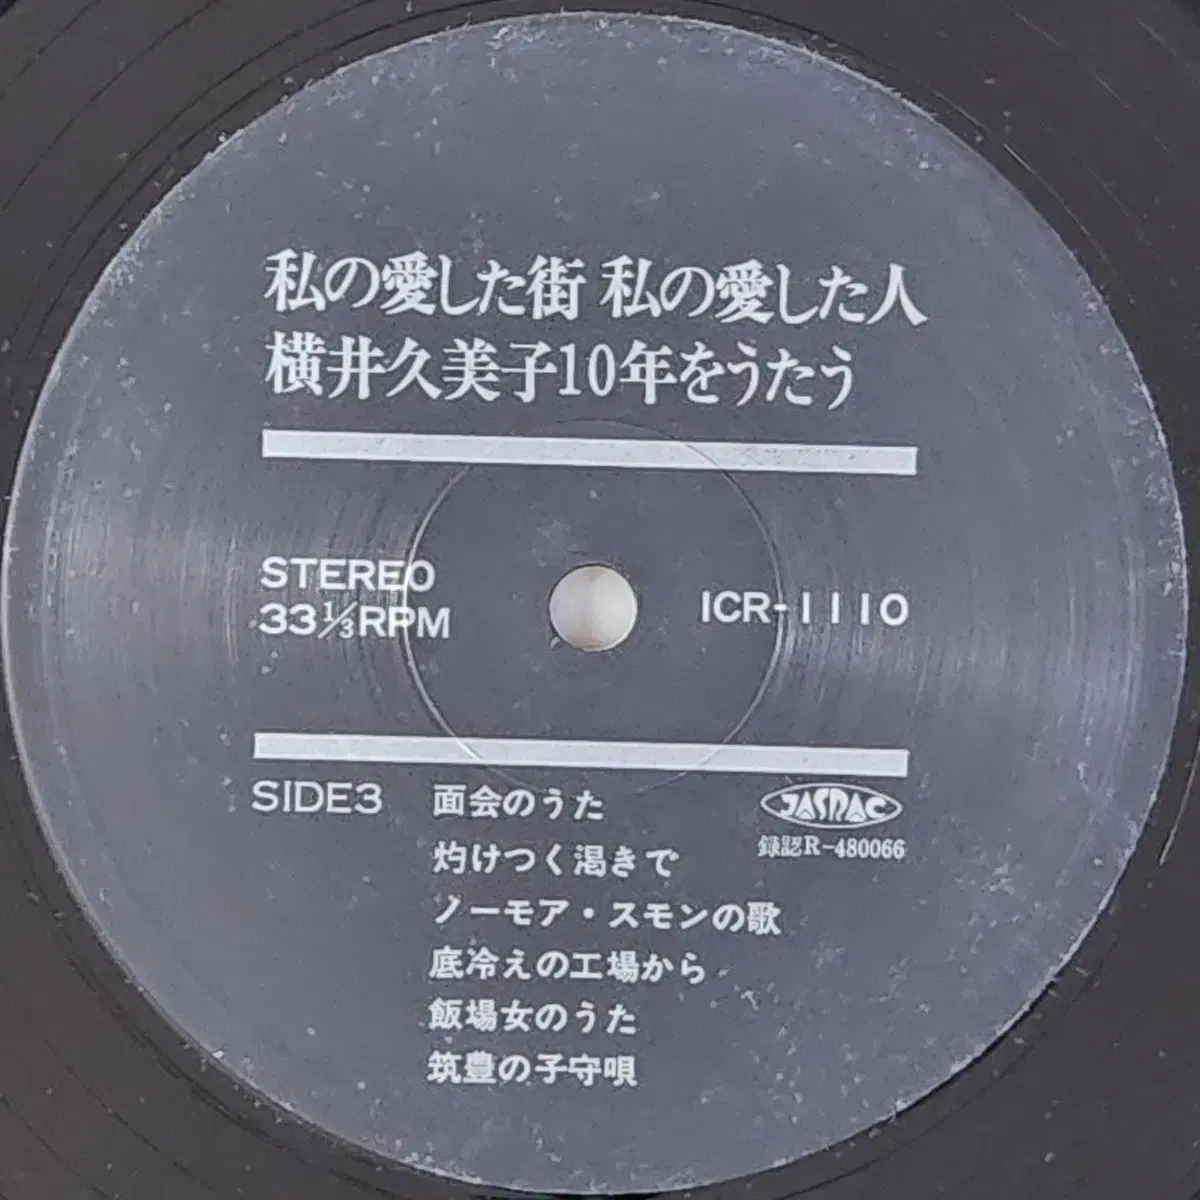 私の愛した街 私の愛した人
横井久美子10年をうたう
STEREO
33⅓RPM
ICR-1110
SIDE3
面会のうた
灼けつく渇きで
ノーモア・スモンの歌
底冷えの工場から
飯場女のうた
筑豊の子守唄
JASRAC
録認R-480066